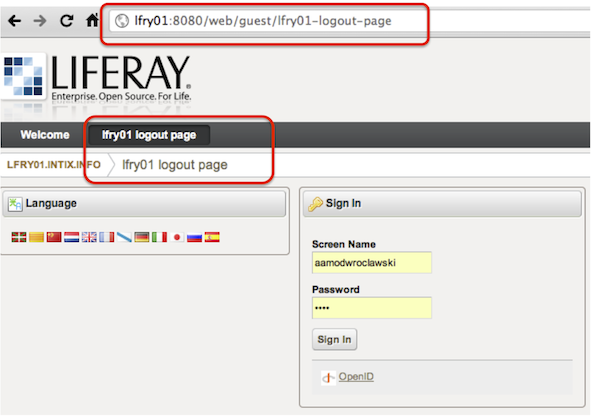 lfry01:8080/web/guest/lfry01-logout-page
LIFERAY.
Enterprise. Open Source. For Life.
Welcome lfry01 logout page
LFRY01.INTIX.INFO lfry01 logout page
Language
Sign In
Screen Name
aamodwroclawski
Password
••••
Sign In
OpenID